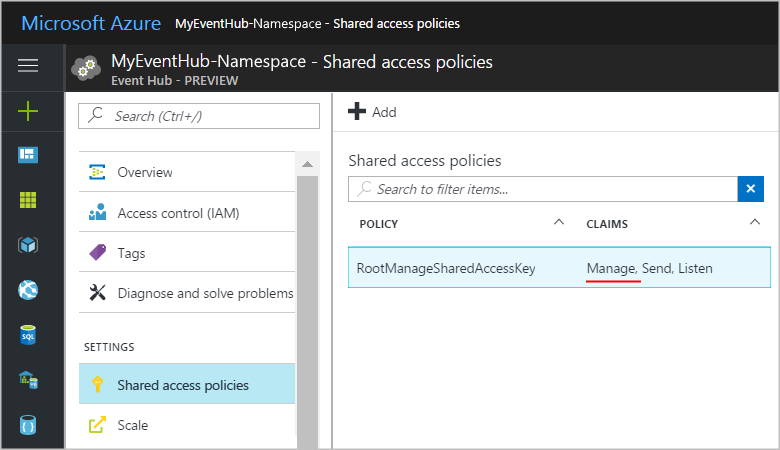 Microsoft Azure MyEventHub-Namespace - Shared access policies
MyEventHub-Namespace - Shared access policies
Event Hub - PREVIEW
Search (Ctrl+/)
Overview
Access control (IAM)
Tags
Diagnose and solve problems
SETTINGS
Shared access policies
Scale
Add
Shared access policies
Search to filter items...
POLICY CLAIMS
RootManageSharedAccessKey Manage, Send, Listen
SQL